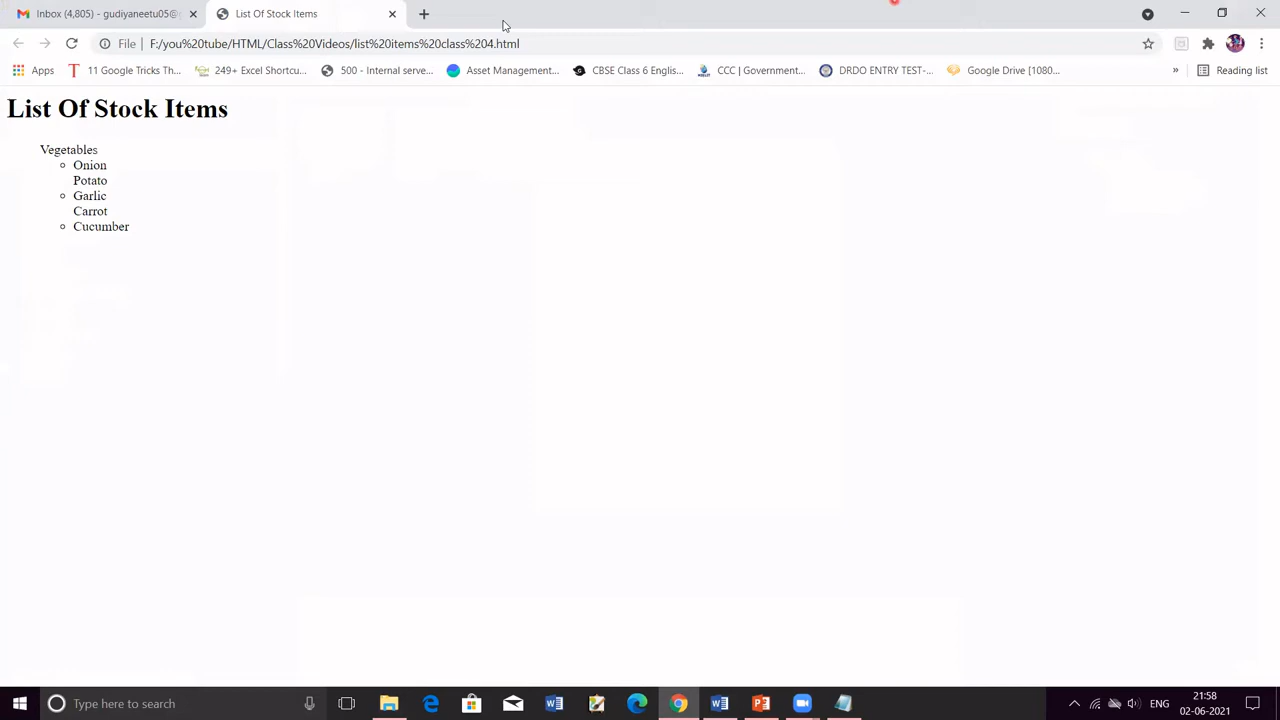 Inbox (4,805) - gudiyaneetu05@
List Of Stock Items
File
F:/you%20tube/HTML/Class%20Videos/list%20items%20class%204.html
Apps
11 Google Tricks Th...
249+ Excel Shortcu...
500 - Internal serve...
Asset Management...
CBSE Class 6 Englis...
CCC | Government...
DRDO ENTRY TEST-...
Google Drive [1080...
»
Reading list
List Of Stock Items
Vegetables
Onion
Potato
Garlic
Carrot
Cucumber
Type here to search
ENG
21:58
02-06-2021